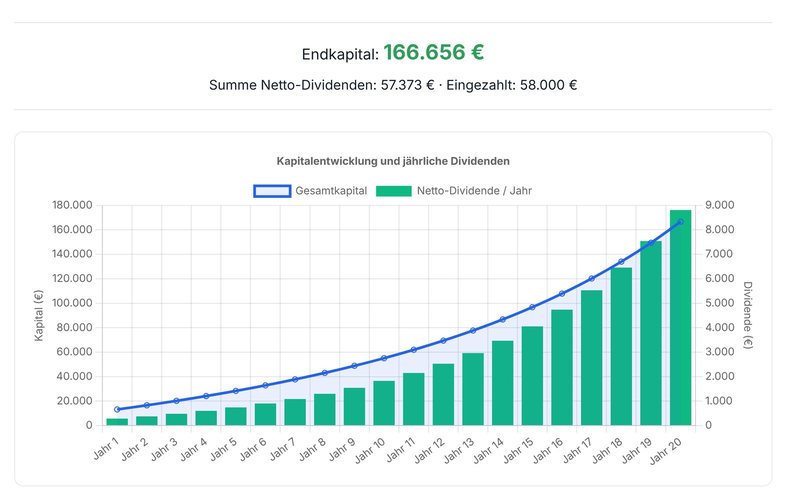 Endkapital: 166.656 €
Summe Netto-Dividenden: 57.373 € · Eingezahlt: 58.000 €
Kapitalentwicklung und jährliche Dividenden
Gesamtkapital Netto-Dividende / Jahr
180.000 9.000
160.000 8.000
140.000 7.000
120.000 6.000
100.000 5.000
80.000 4.000
60.000 3.000
40.000 2.000
20.000 1.000
0 0
Kapital (€)
Dividende (€)
Jahr 1 Jahr 2 Jahr 3 Jahr 4 Jahr 5 Jahr 6 Jahr 7 Jahr 8 Jahr 9 Jahr 10 Jahr 11 Jahr 12 Jahr 13 Jahr 14 Jahr 15 Jahr 16 Jahr 17 Jahr 18 Jahr 19 Jahr 20